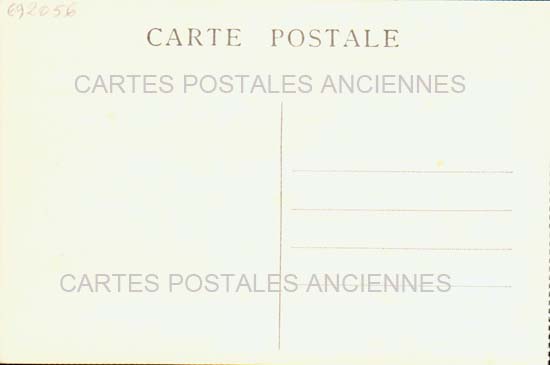 692056
CARTE POSTALE
CARTES POSTALES ANCIENNES
CARTES POSTALES ANCIENNES